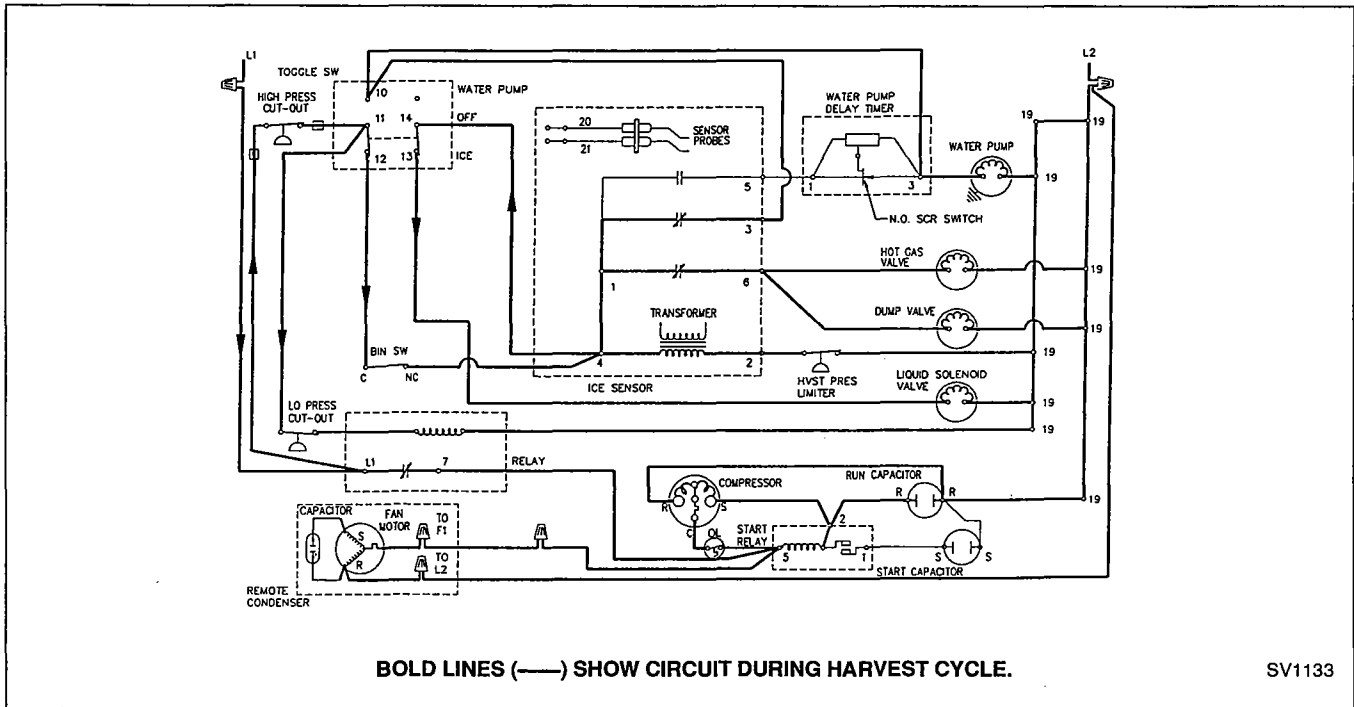 L1
L2
TOGGLE SW
10
WATER PUMP
HIGH PRESS
CUT-OUT
11
14
OFF
12
13
ICE
20
21
SENSOR
PROBES
WATER PUMP
DELAY TIMER
19
19
WATER PUMP
5
1
3
19
N.O. SCR SWITCH
3
HOT GAS
VALVE
19
1
6
TRANSFORMER
DUMP VALVE
19
BIN SW
C
NC
4
2
19
ICE SENSOR
HVST PRES
LIMITER
LIQUID SOLENOID
VALVE
19
LO PRESS
CUT-OUT
19
L1
7
RELAY
COMPRESSOR
RUN CAPACITOR
R
S
R
R
19
CAPACITOR
FAN
MOTOR
TO
F1
C
OL
START
RELAY
2
S
R
TO
L2
5
1
S
S
START CAPACITOR
REMOTE
CONDENSER
BOLD LINES (——) SHOW CIRCUIT DURING HARVEST CYCLE.
SV1133